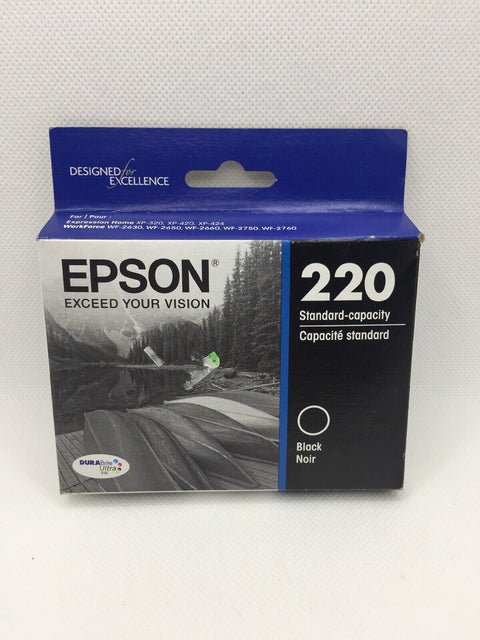 DESIGNED for
EXCELLENCE
For / Pour :
Expression Home XP-320, XP-420, XP-424
WorkForce WF-2630, WF-2650, WF-2660, WF-2750, WF-2760
EPSON®
EXCEED YOUR VISION
220
Standard-capacity
Capacité standard
Black
Noir
DURABrite
Ultra
INK